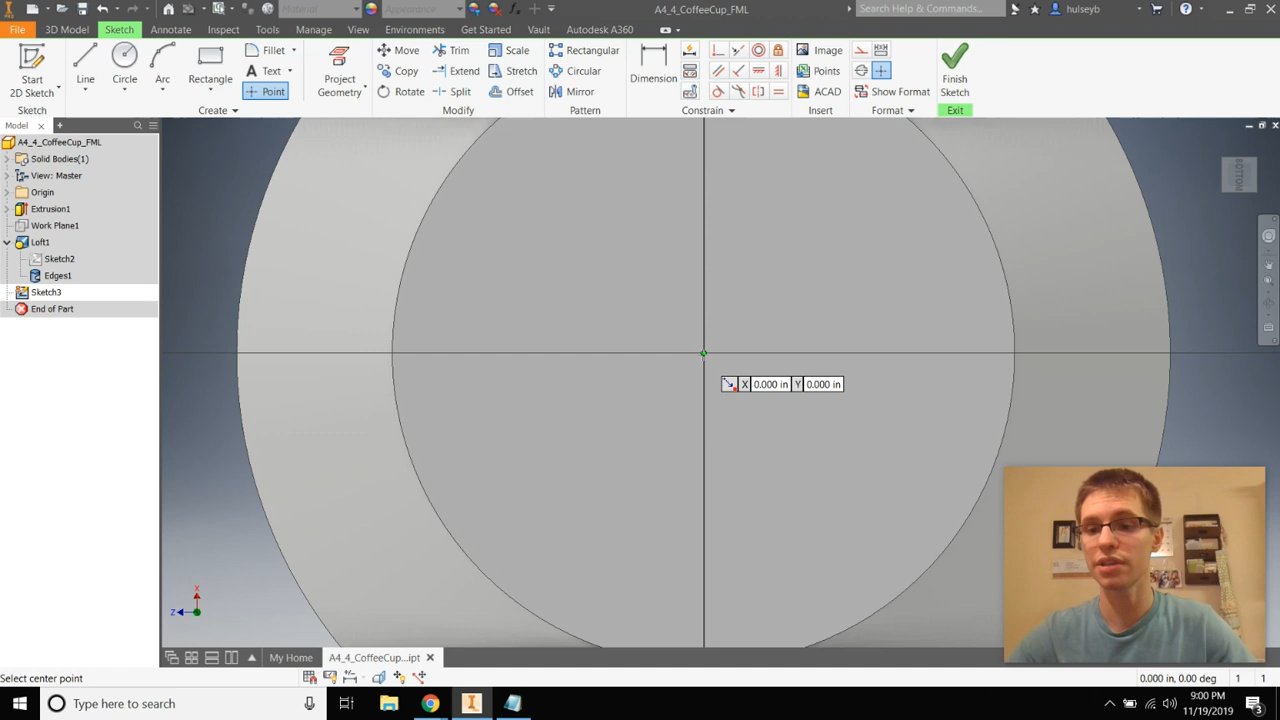 Material
Appearance
A4_4_CoffeeCup_FML
Search Help & Commands...
hulseyb
File
3D Model
Sketch
Annotate
Inspect
Tools
Manage
View
Environments
Get Started
Vault
Autodesk A360
Start
2D Sketch
Line
Circle
Arc
Rectangle
Fillet
Text
Point
Project
Geometry
Move
Copy
Rotate
Trim
Extend
Split
Scale
Stretch
Offset
Rectangular
Circular
Mirror
Dimension
Image
Points
ACAD
Show Format
Finish
Sketch
Sketch
Create
Modify
Pattern
Constrain
Insert
Format
Exit
Model
A4_4_CoffeeCup_FML
Solid Bodies(1)
View: Master
Origin
Extrusion1
Work Plane1
Loft1
Sketch2
Edges1
Sketch3
End of Part
BOTTOM
X 0.000 in Y 0.000 in
X
Z
My Home
A4_4_CoffeeCup...ipt
Select center point
0.000 in, 0.00 deg
1
1
Type here to search
9:00 PM
11/19/2019
3